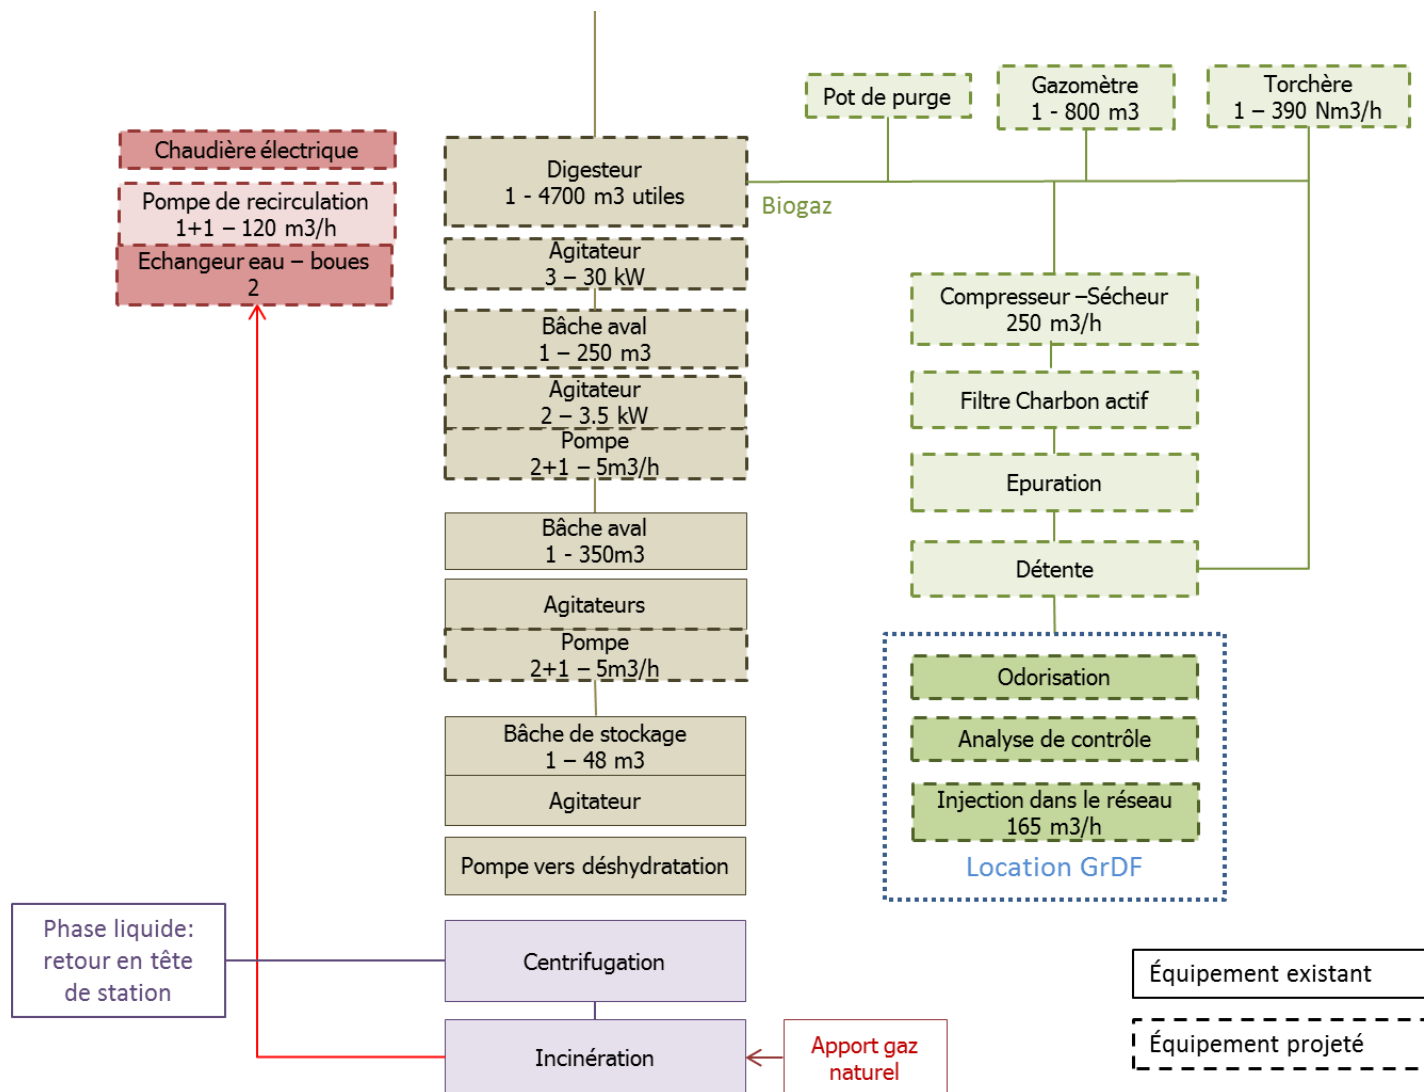 Chaudière électrique
Pompe de recirculation
1+1 – 120 m3/h
Echangeur eau – boues
2
Digesteur
1 - 4700 m3 utiles
Agitateur
3 – 30 kW
Bâche aval
1 – 250 m3
Agitateur
2 – 3.5 kW
Pompe
2+1 – 5m3/h
Bâche aval
1 - 350m3
Agitateurs
Pompe
2+1 – 5m3/h
Bâche de stockage
1 – 48 m3
Agitateur
Pompe vers déshydratation
Phase liquide:
retour en tête
de station
Centrifugation
Incinération
Apport gaz
naturel
Biogaz
Pot de purge
Gazomètre
1 - 800 m3
Torchère
1 – 390 Nm3/h
Compresseur –Sécheur
250 m3/h
Filtre Charbon actif
Epuration
Détente
Odorisation
Analyse de contrôle
Injection dans le réseau
165 m3/h
Location GrDF
Équipement existant
Équipement projeté